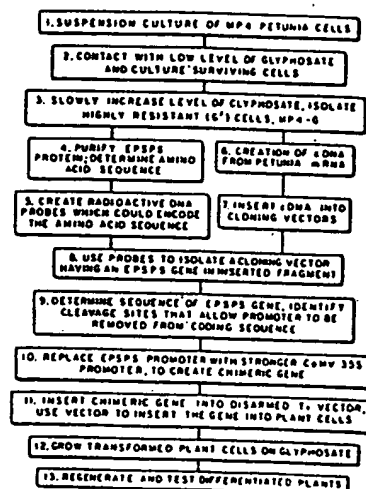 1. SUSPENSION CULTURE OF MP4 PETUNIA CELLS
2. CONTACT WITH LOW LEVEL OF GLYPHOSATE
AND CULTURE SURVIVING CELLS
3. SLOWLY INCREASE LEVEL OF GLYPHOSATE, ISOLATE
HIGHLY RESISTANT (Gr) CELLS, MP4-G
4. PURIFY EPSPS
PROTEIN; DETERMINE AMINO
ACID SEQUENCE
5. CREATE RADIOACTIVE DNA
PROBES WHICH COULD ENCODE
THE AMINO ACID SEQUENCE
6. CREATION OF cDNA
FROM PETUNIA mRNA
7. INSERT cDNA INTO
CLONING VECTORS
8. USE PROBES TO ISOLATE A CLONING VECTOR
HAVING AN EPSPS GENE IN INSERTED FRAGMENT
9. DETERMINE SEQUENCE OF EPSPS GENE, IDENTIFY
CLEAVAGE SITES THAT ALLOW PROMOTER TO BE
REMOVED FROM CODING SEQUENCE
10. REPLACE EPSPS PROMOTER WITH STRONGER CaMV 35S
PROMOTER, TO CREATE CHIMERIC GENE
11. INSERT CHIMERIC GENE INTO DISARMED Ti VECTOR,
USE VECTOR TO INSERT THE GENE INTO PLANT CELLS
12. GROW TRANSFORMED PLANT CELLS ON GLYPHOSATE
13. REGENERATE AND TEST DIFFERENTIATED PLANTS